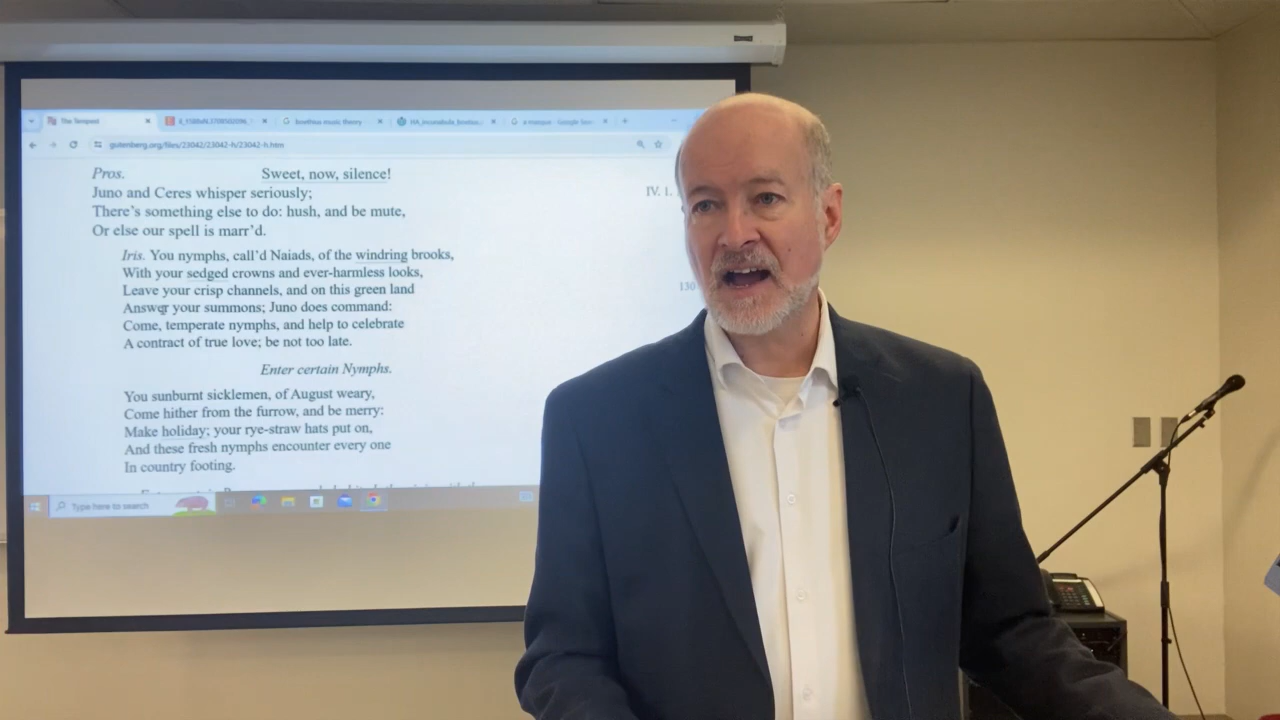 The Tempest
boethius music theory
a masque - Google Sea
gutenberg.org/files/23042/23042-h/23042-h.htm
Pros. Sweet, now, silence!
Juno and Ceres whisper seriously; IV. 1.
There's something else to do: hush, and be mute,
Or else our spell is marr'd.
Iris. You nymphs, call'd Naiads, of the windring brooks,
With your sedged crowns and ever-harmless looks,
Leave your crisp channels, and on this green land 130
Answer your summons; Juno does command:
Come, temperate nymphs, and help to celebrate
A contract of true love; be not too late.
Enter certain Nymphs.
You sunburnt sicklemen, of August weary,
Come hither from the furrow, and be merry:
Make holiday; your rye-straw hats put on,
And these fresh nymphs encounter every one
In country footing.
Type here to search